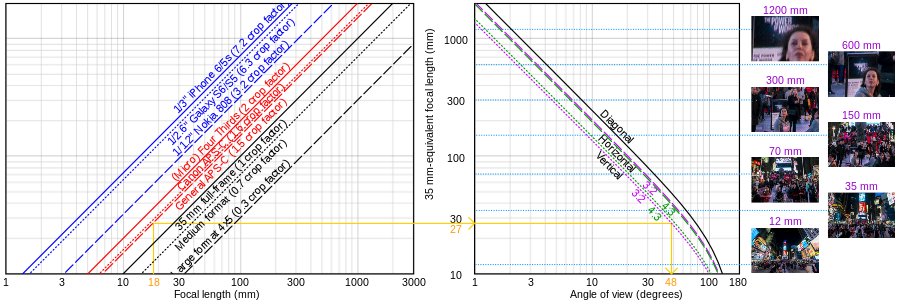 1/3" iPhone 6/5s (7.2 crop factor)
1/2.6" Galaxy S6/S5 (6.3 crop factor)
1/1.2" Nokia 808 (3.2 crop factor)
(Micro) Four Thirds (2 crop factor)
Canon APS-C (1.6 crop factor)
General APS-C (1.5 crop factor)
35 mm full-frame (1 crop factor)
Medium format (0.7 crop factor)
Large format 4x5 (0.3 crop factor)
1 3 10 18 30 100 300 1000 3000
Focal length (mm)
35 mm-equivalent focal length (mm)
1000
300
100
30
27
10
Diagonal
Horizontal
Vertical
3:2
4:3
3:2
4:3
1 3 10 30 48 100 180
Angle of view (degrees)
1200 mm
THE POWER
600 mm
300 mm
150 mm
70 mm
35 mm
12 mm